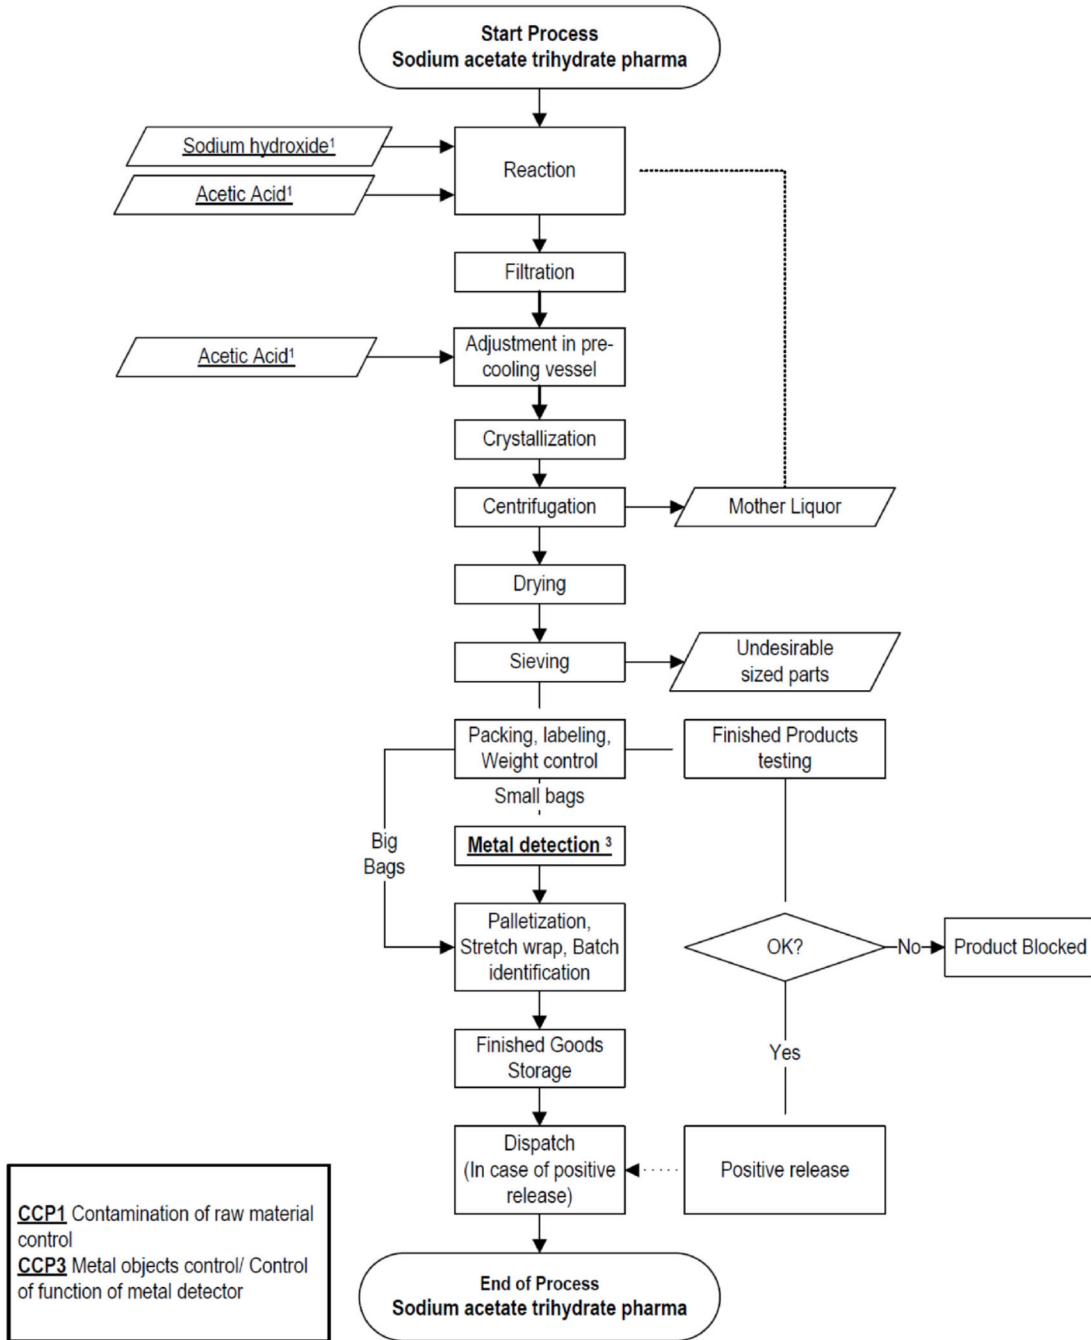 Start Process
Sodium acetate trihydrate pharma
Sodium hydroxide¹
Acetic Acid¹
Reaction
Filtration
Acetic Acid¹
Adjustment in pre-
cooling vessel
Crystallization
Centrifugation
Mother Liquor
Drying
Sieving
Undesirable
sized parts
Packing, labeling,
Weight control
Finished Products
testing
Small bags
Big
Bags
Metal detection ³
Palletization,
Stretch wrap, Batch
identification
OK?
No
Product Blocked
Yes
Finished Goods
Storage
Dispatch
(In case of positive
release)
Positive release
CCP1 Contamination of raw material
control
CCP3 Metal objects control/ Control
of function of metal detector
End of Process
Sodium acetate trihydrate pharma